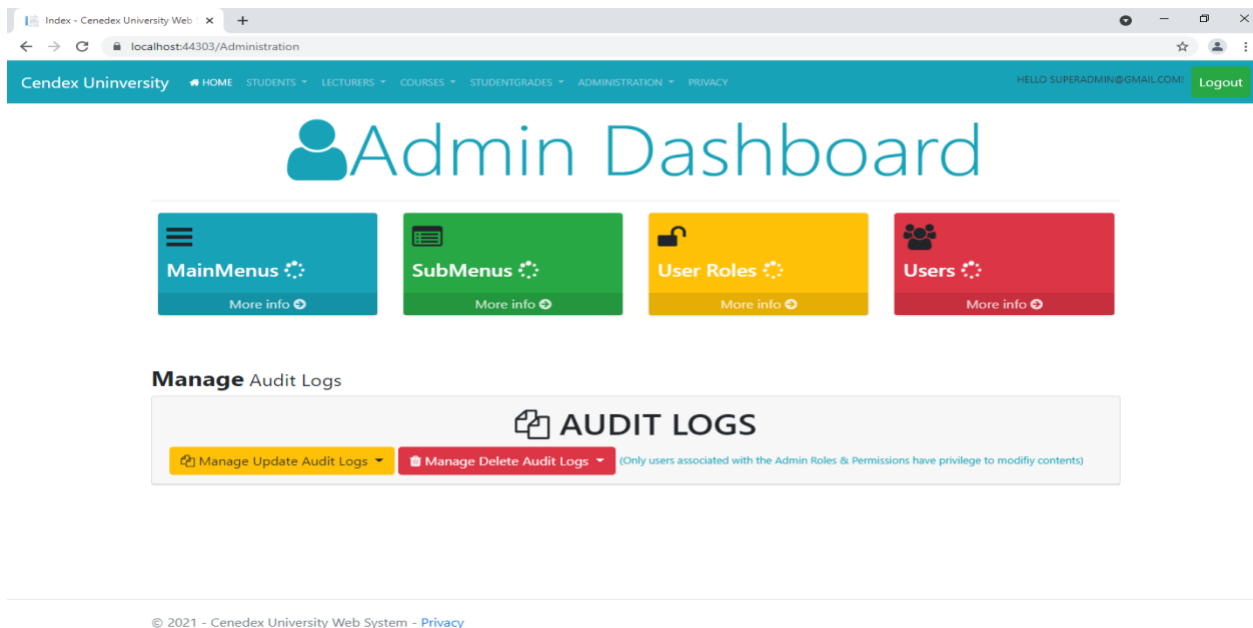 Index - Cenedex University Web S
localhost:44303/Administration
Cendex Uninversity HOME STUDENTS LECTURERS COURSES STUDENTGRADES ADMINISTRATION PRIVACY HELLO SUPERADMIN@GMAIL.COM! Logout
Admin Dashboard
MainMenus SubMenus User Roles Users
More info More info More info More info
Manage Audit Logs
AUDIT LOGS
Manage Update Audit Logs Manage Delete Audit Logs (Only users associated with the Admin Roles & Permissions have privilege to modifiy contents)
© 2021 - Cenedex University Web System - Privacy